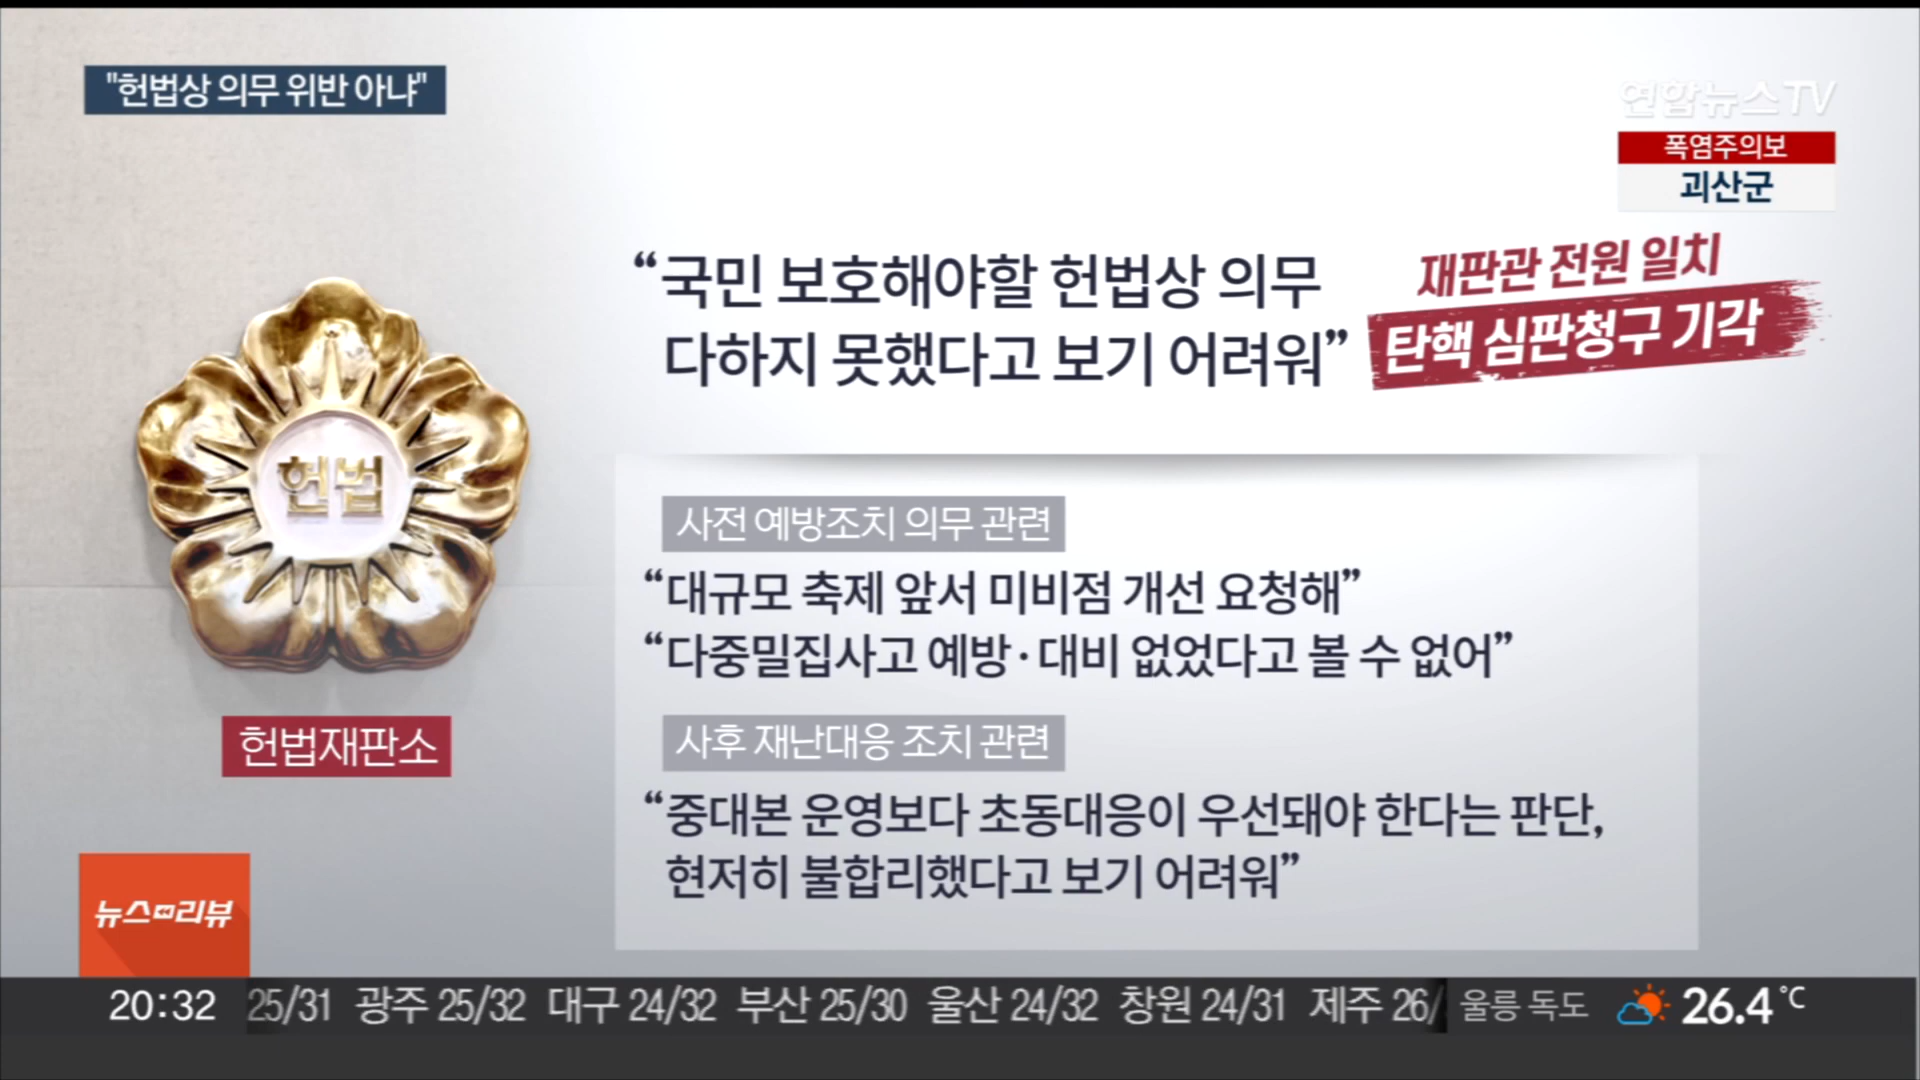 "헌법상 의무 위반 아냐"
연합뉴스TV
폭염주의보
괴산군
“국민 보호해야할 헌법상 의무
다하지 못했다고 보기 어려워”
재판관 전원 일치
탄핵 심판청구 기각
헌법
헌법재판소
사전 예방조치 의무 관련
“대규모 축제 앞서 미비점 개선 요청해”
“다중밀집사고 예방·대비 없었다고 볼 수 없어”
사후 재난대응 조치 관련
“중대본 운영보다 초동대응이 우선돼야 한다는 판단,
현저히 불합리했다고 보기 어려워”
뉴스리뷰
20:32 25/31 광주 25/32 대구 24/32 부산 25/30 울산 24/32 창원 24/31 제주 26/ 울릉 독도 26.4℃